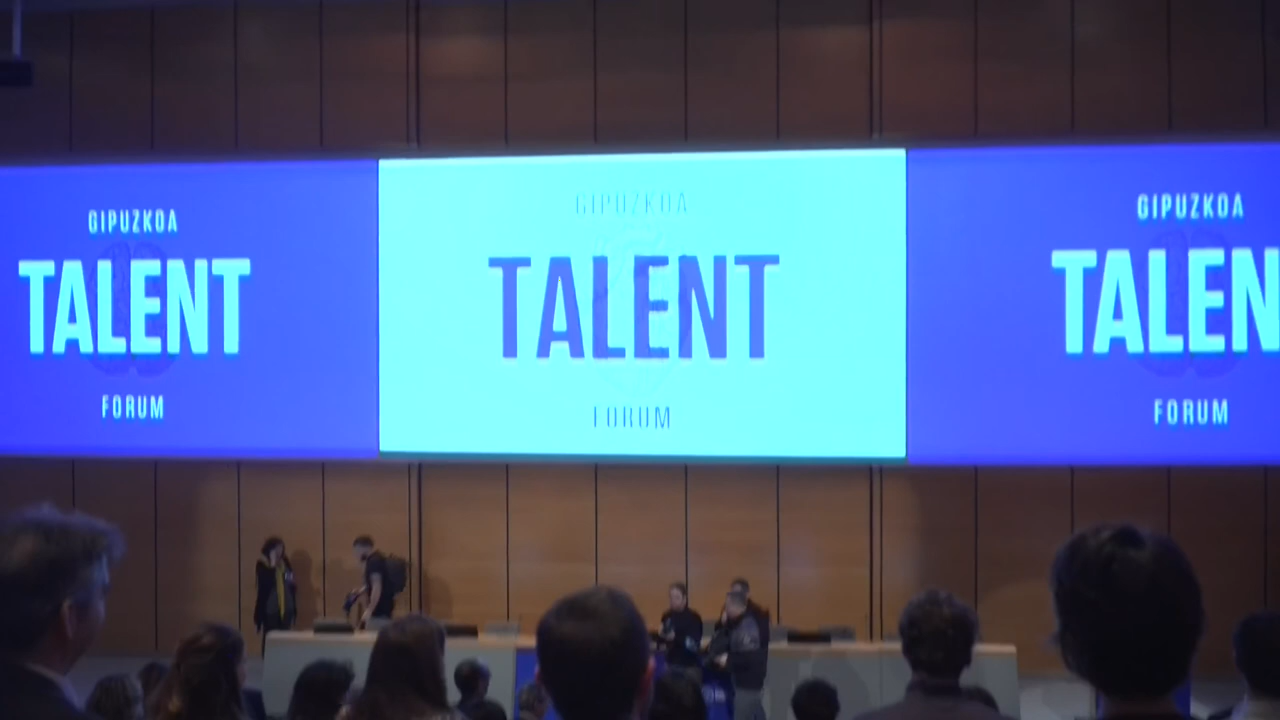 GIPUZKOA
TALENT
FORUM
GIPUZKOA
TALENT
FORUM
GIPUZKOA
TALEN
FORUM